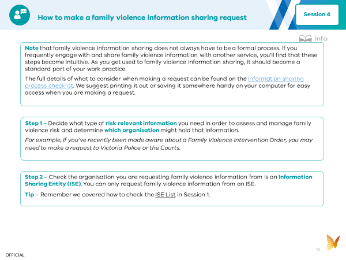 How to make a family violence information sharing request
Session 4
Info
Note that family violence information sharing does not always have to be a formal process. If you
frequently engage with and share family violence information with another service, you'll find that these
steps become intuitive. As you get used to family violence information sharing, it should become a
standard part of your work practice.
The full details of what to consider when making a request can be found on the information sharing
process checklist. We suggest printing it out or saving it somewhere handy on your computer for easy
access when you are making a request.
Step 1 – Decide what type of risk relevant information you need in order to assess and manage family
violence risk and determine which organisation might hold that information.
For example, if you've recently been made aware about a Family Violence Intervention Order, you may
need to make a request to Victoria Police or the Courts.
Step 2 – Check the organisation you are requesting family violence information from is an Information
Sharing Entity (ISE). You can only request family violence information from an ISE.
Tip – Remember we covered how to check the ISE List in Session 1.
OFFICIAL